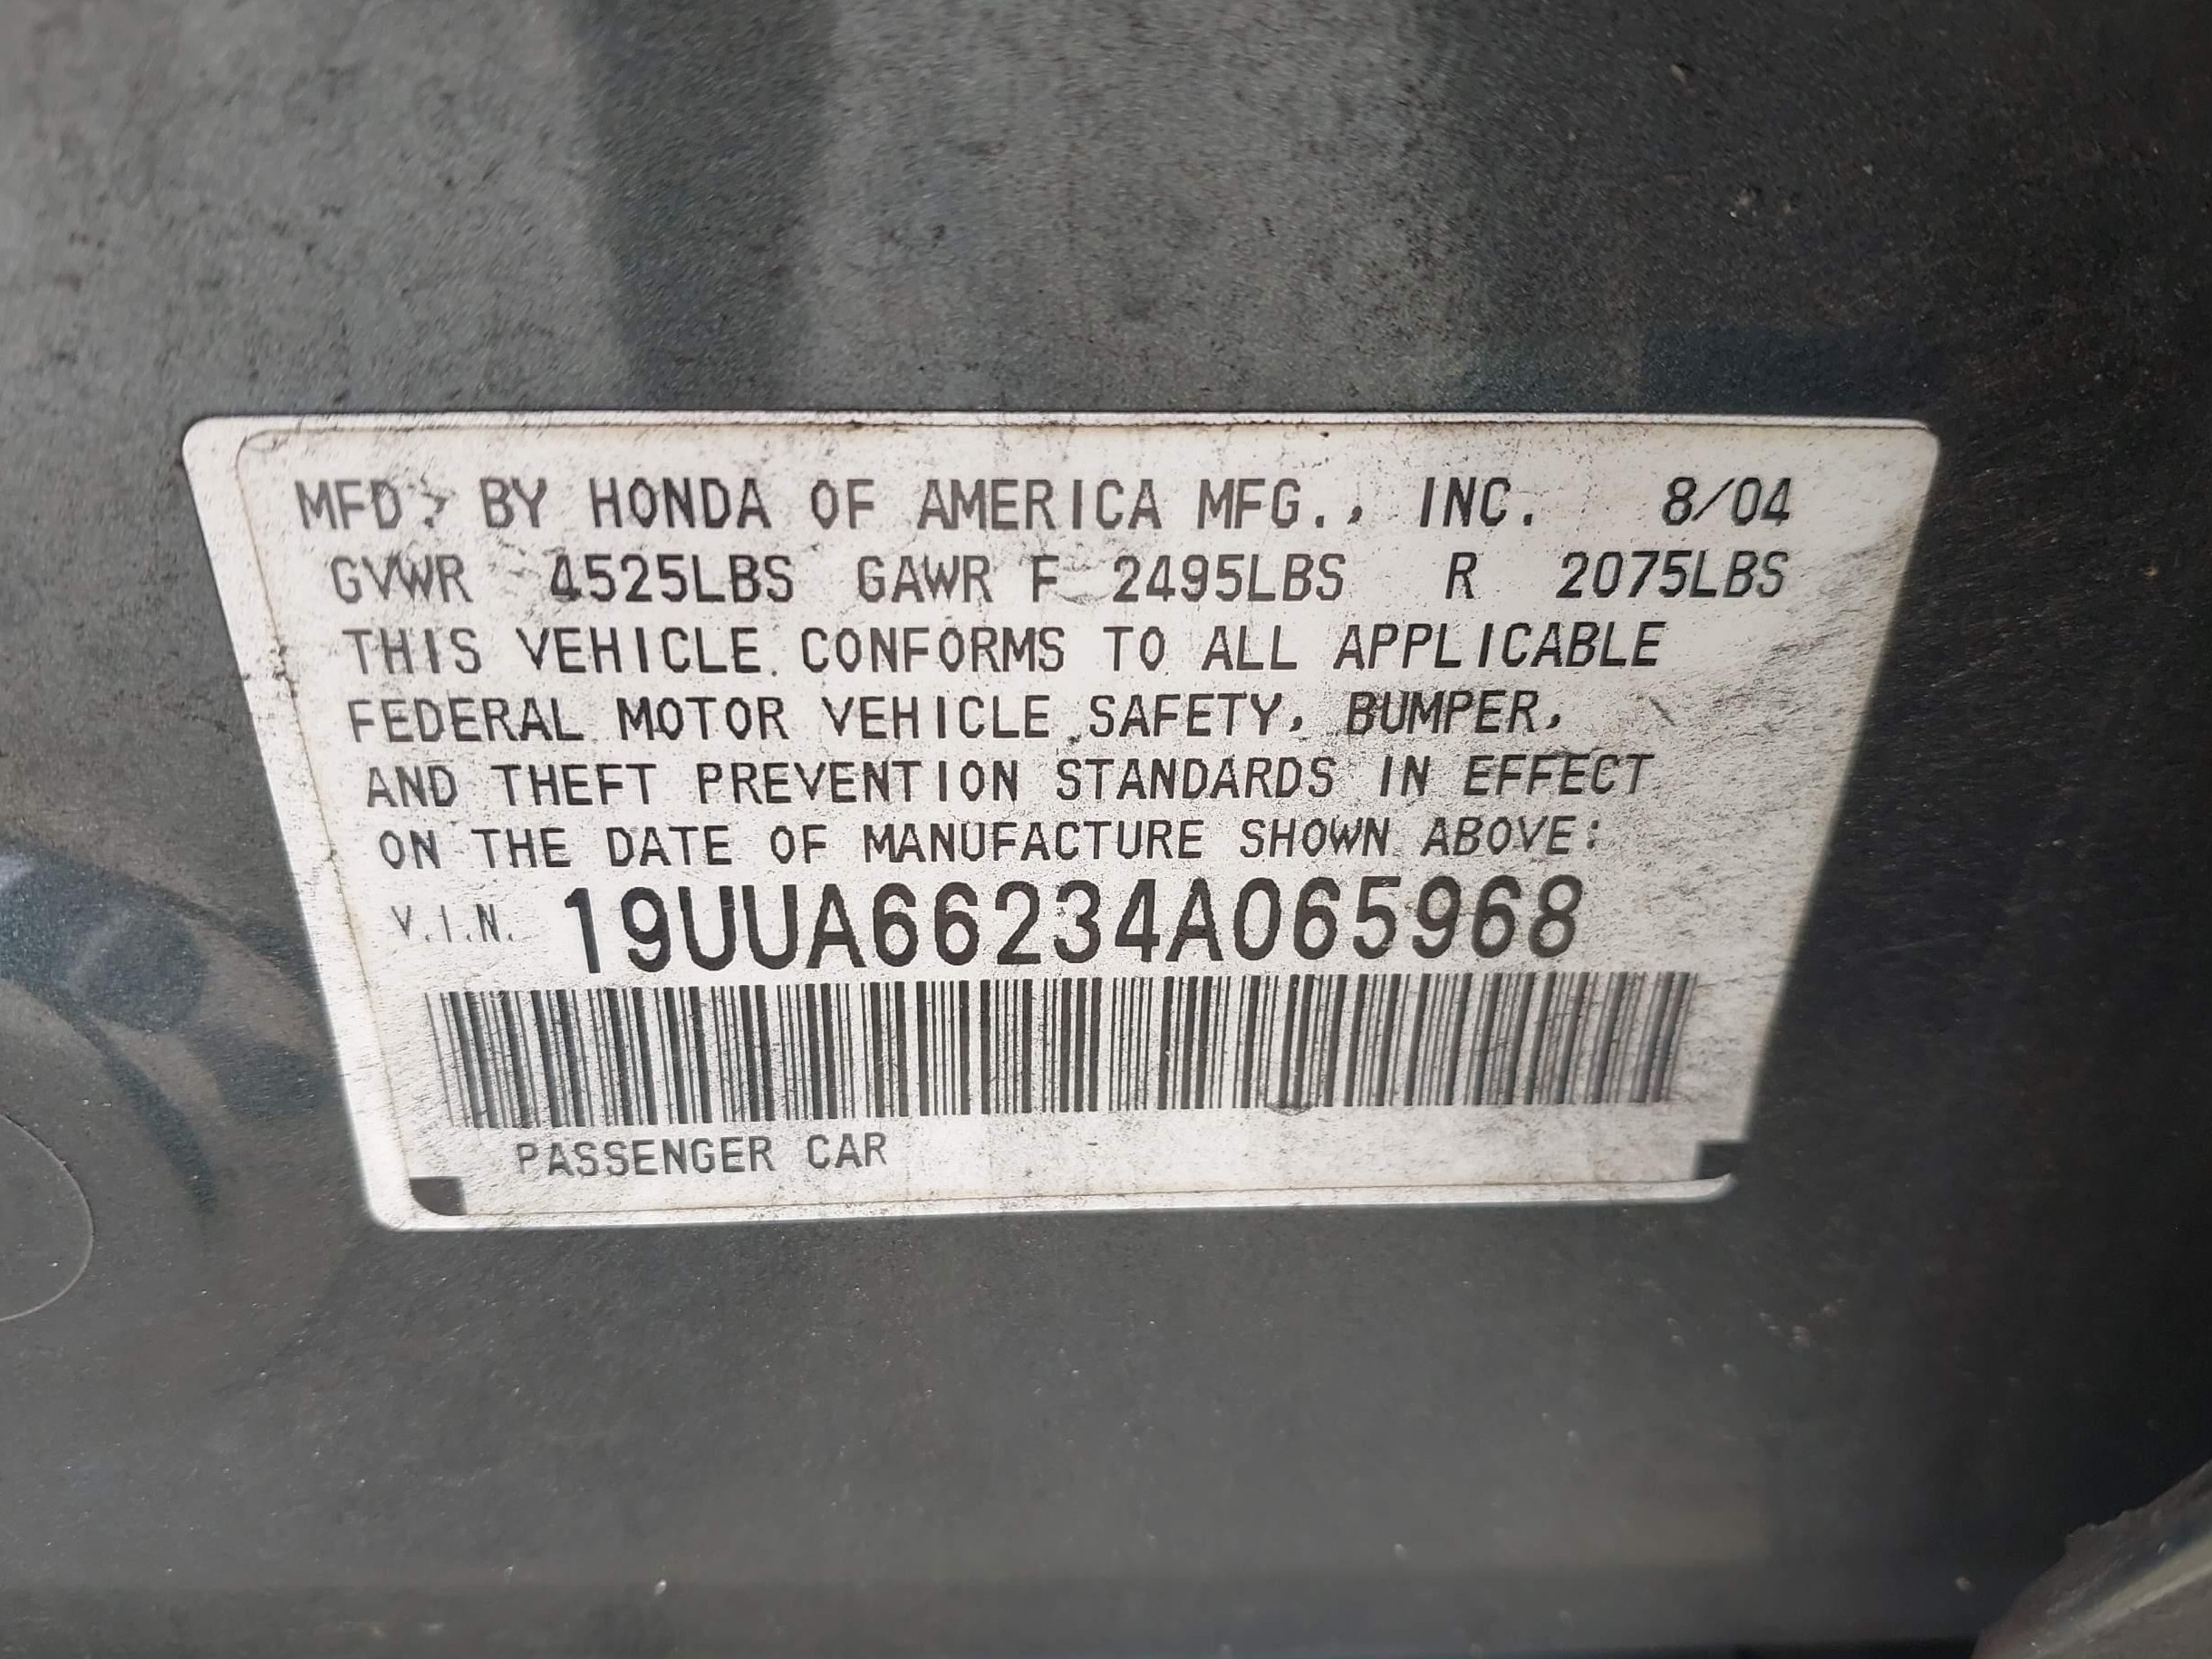 MFD. BY HONDA OF AMERICA MFG., INC. 8/04
GVWR 4525LBS GAWR F 2495LBS R 2075LBS
THIS VEHICLE CONFORMS TO ALL APPLICABLE
FEDERAL MOTOR VEHICLE SAFETY, BUMPER,
AND THEFT PREVENTION STANDARDS IN EFFECT
ON THE DATE OF MANUFACTURE SHOWN ABOVE:
V.I.N. 19UUA66234A065968
PASSENGER CAR